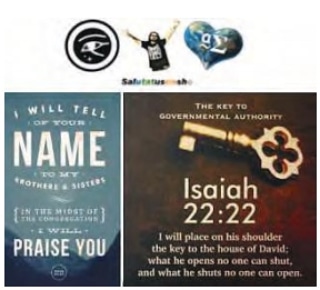 I WILL TELL
OF YOUR
NAME
TO MY
BROTHERS & SISTERS
IN THE MIDST OF
THE CONGREGATION
I WILL
PRAISE YOU
THE KEY TO
GOVERNMENTAL AUTHORITY
Isaiah
22:22
I will place on his shoulder
the key to the house of David;
what he opens no one can shut,
and what he shuts no one can open.